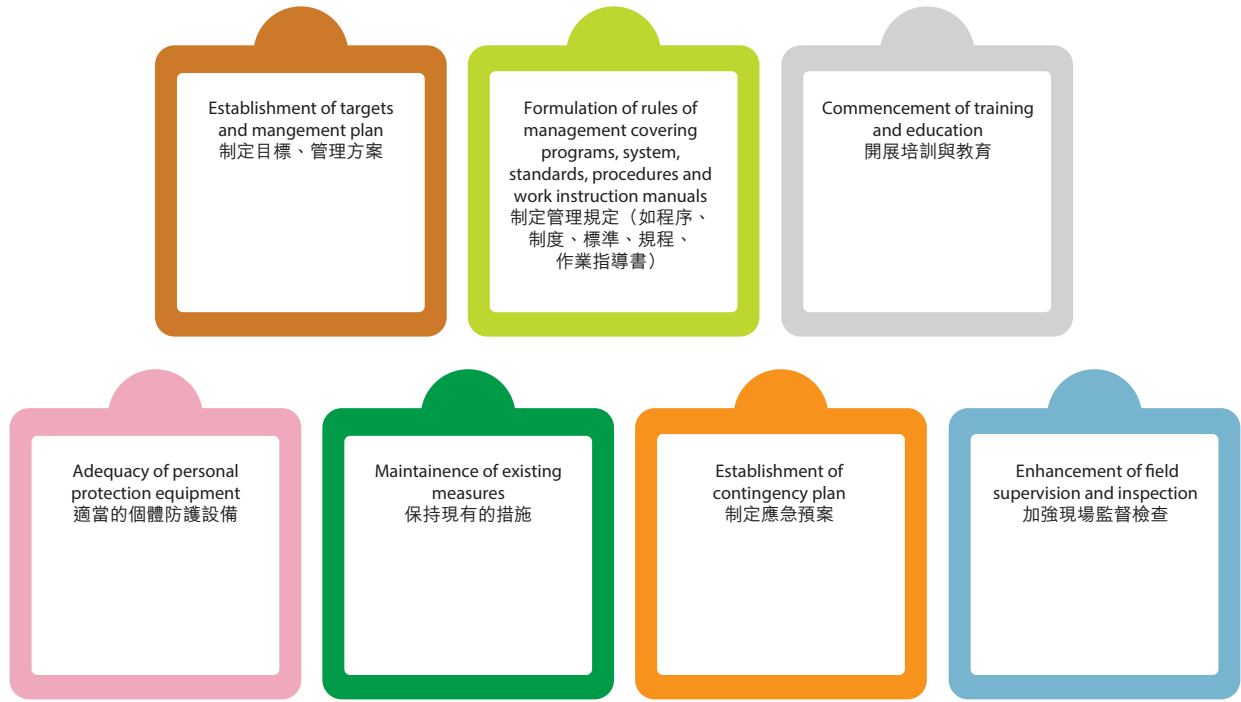 Establishment of targets
and mangement plan
制定目標、管理方案
Formulation of rules of
management covering
programs, system,
standards, procedures and
work instruction manuals
制定管理規定（如程序、
制度、標準、規程、
作業指導書）
Commencement of training
and education
開展培訓與教育
Adequacy of personal
protection equipment
適當的個體防護設備
Maintainence of existing
measures
保持現有的措施
Establishment of
contingency plan
制定應急預案
Enhancement of field
supervision and inspection
加強現場監督檢查